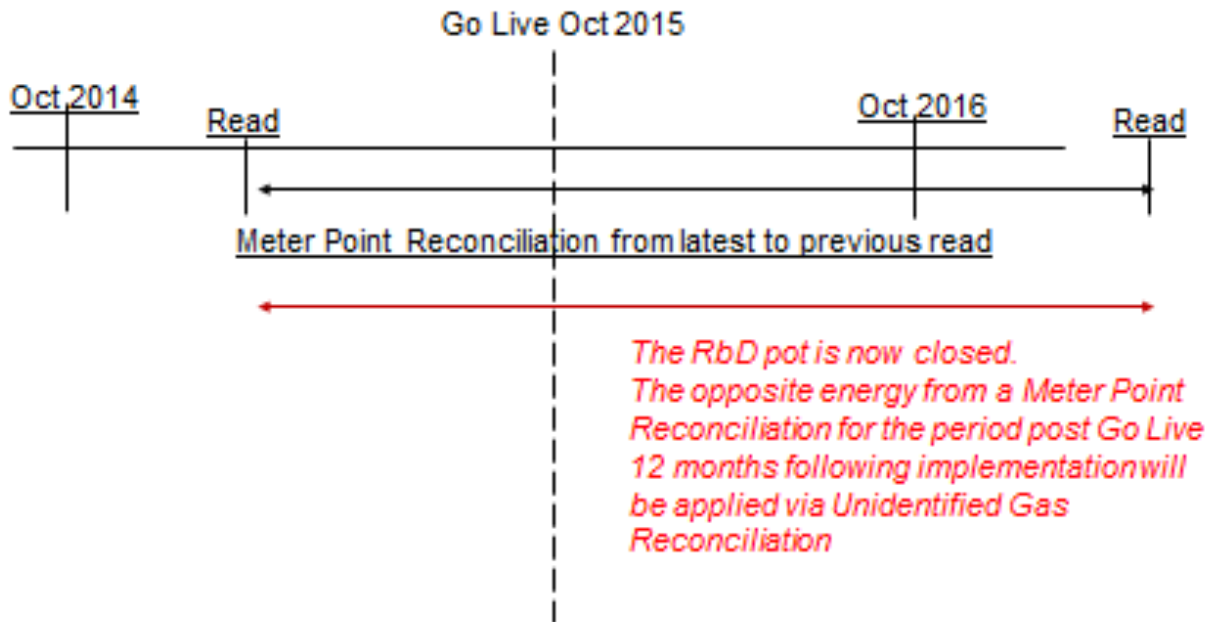 Go Live Oct 2015
Oct 2014
Read
Oct 2016
Read
Meter Point Reconciliation from latest to previous read
The RbD pot is now closed.
The opposite energy from a Meter Point
Reconciliation for the period post Go Live
12 months following implementation will
be applied via Unidentified Gas
Reconciliation